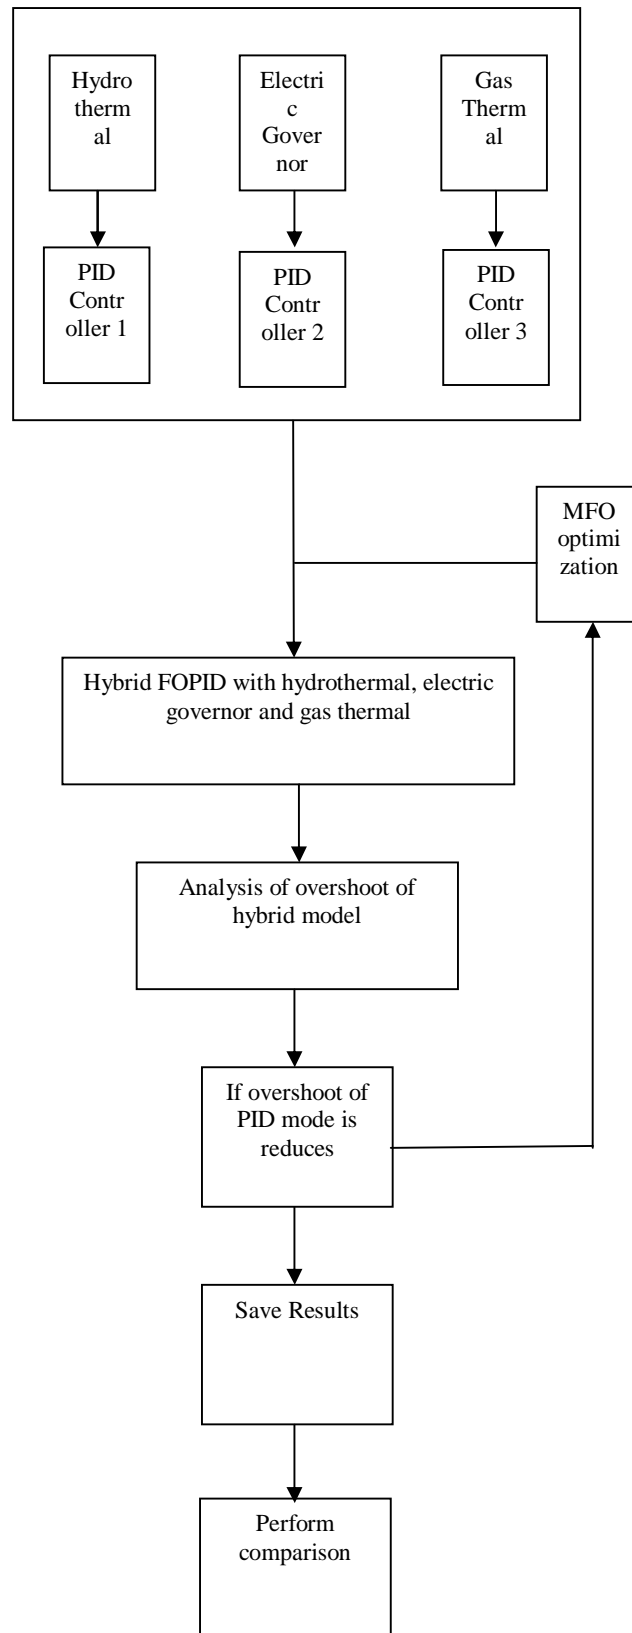 Hydro
therm
al
Electri
c
Gover
nor
Gas
Therm
al
PID
Contr
oller 1
PID
Contr
oller 2
PID
Contr
oller 3
MFO
optimi
zation
Hybrid FOPID with hydrothermal, electric
governor and gas thermal
Analysis of overshoot of
hybrid model
If overshoot of
PID mode is
reduces
Save Results
Perform
comparison